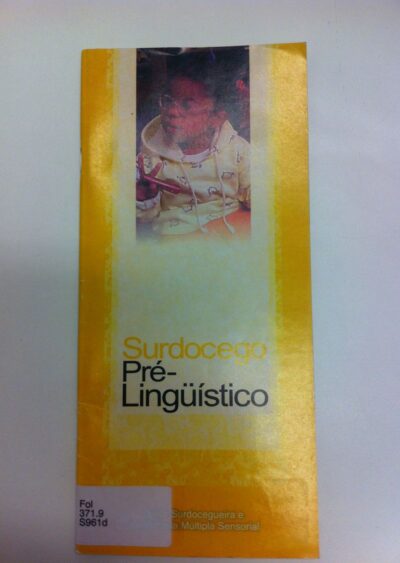 Surdocego
Pré-
Lingüístico
Fol
371.9
S961d
Surdocegueira e
Múltipla Sensorial